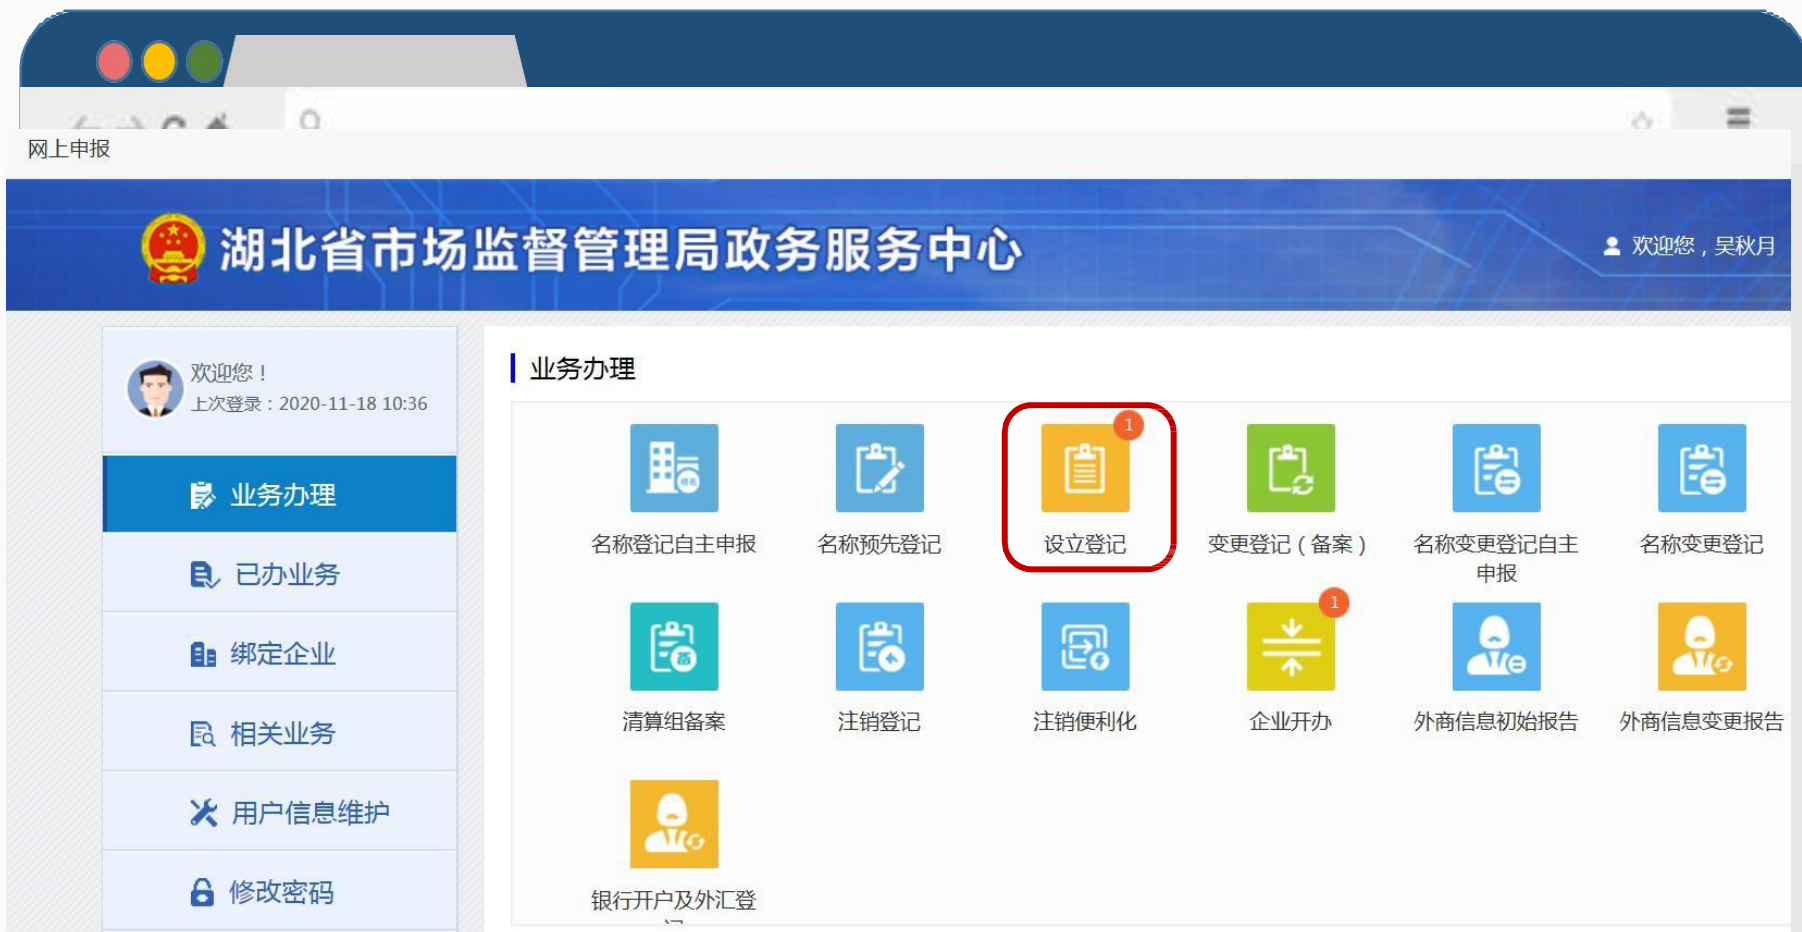 网上申报
湖北省市场监督管理局政务服务中心
欢迎您，吴秋月
欢迎您！
上次登录：2020-11-18 10:36
业务办理
已办业务
绑定企业
相关业务
用户信息维护
修改密码
业务办理
1
名称登记自主申报
名称预先登记
设立登记
变更登记（备案）
名称变更登记自主
申报
名称变更登记
1
清算组备案
注销登记
注销便利化
企业开办
外商信息初始报告
外商信息变更报告
银行开户及外汇登